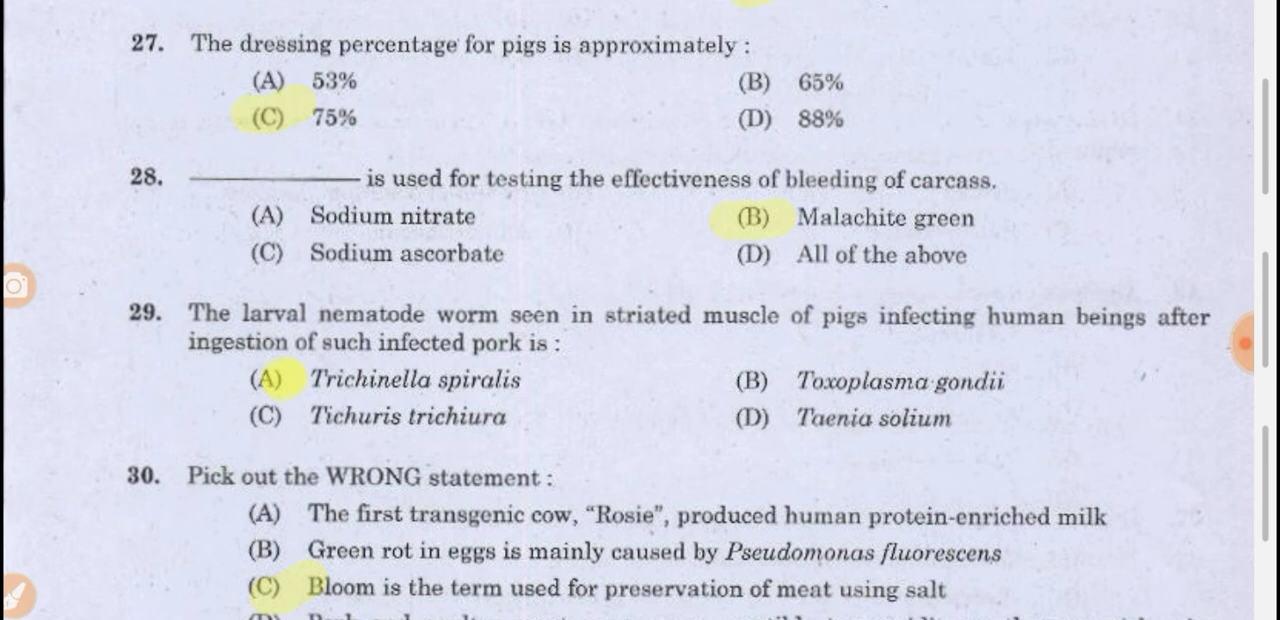 27. The dressing percentage for pigs is approximately :
(A) 53% (B) 65%
(C) 75% (D) 88%
28. ____________ is used for testing the effectiveness of bleeding of carcass.
(A) Sodium nitrate (B) Malachite green
(C) Sodium ascorbate (D) All of the above
29. The larval nematode worm seen in striated muscle of pigs infecting human beings after
ingestion of such infected pork is :
(A) Trichinella spiralis (B) Toxoplasma gondii
(C) Tichuris trichiura (D) Taenia solium
30. Pick out the WRONG statement :
(A) The first transgenic cow, “Rosie”, produced human protein-enriched milk
(B) Green rot in eggs is mainly caused by Pseudomonas fluorescens
(C) Bloom is the term used for preservation of meat using salt